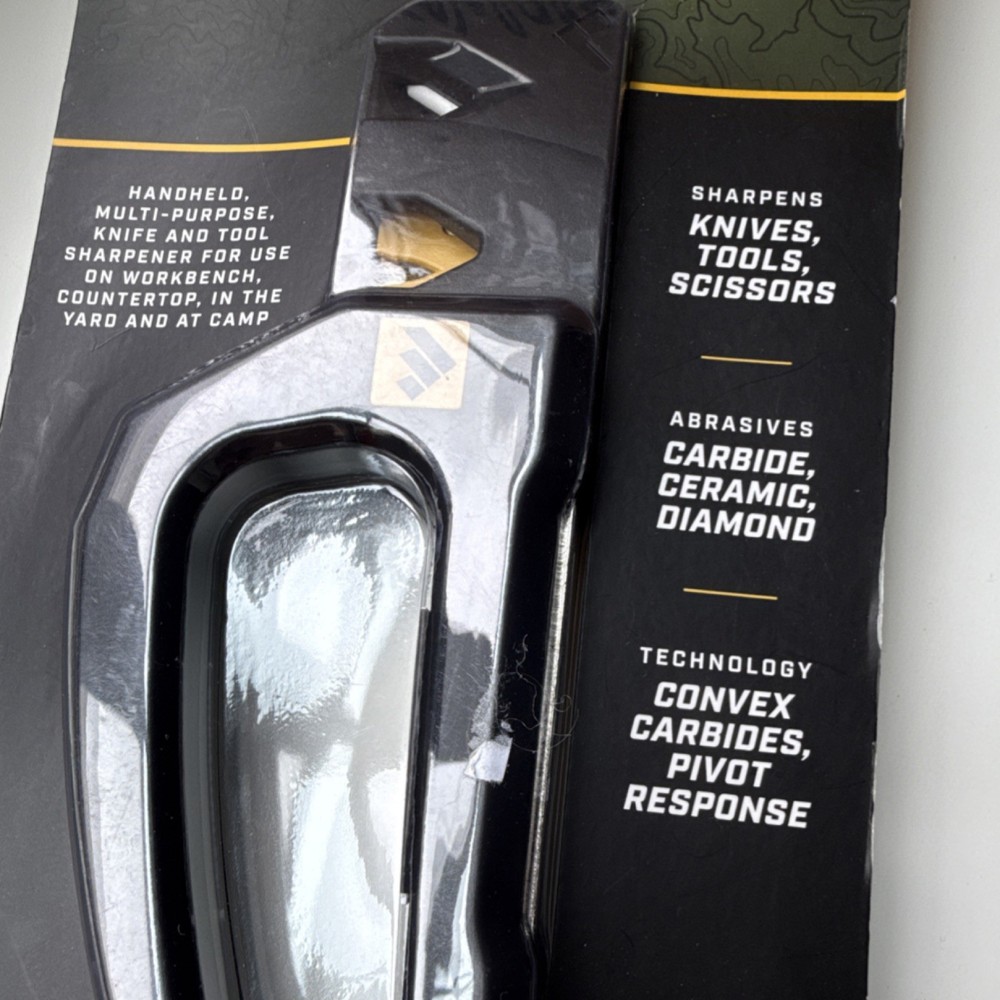 HANDHELD,
MULTI-PURPOSE,
KNIFE AND TOOL
SHARPENER FOR USE
ON WORKBENCH,
COUNTERTOP, IN THE
YARD AND AT CAMP
SHARPENS
KNIVES,
TOOLS,
SCISSORS
ABRASIVES
CARBIDE,
CERAMIC,
DIAMOND
TECHNOLOGY
CONVEX
CARBIDES,
PIVOT
RESPONSE